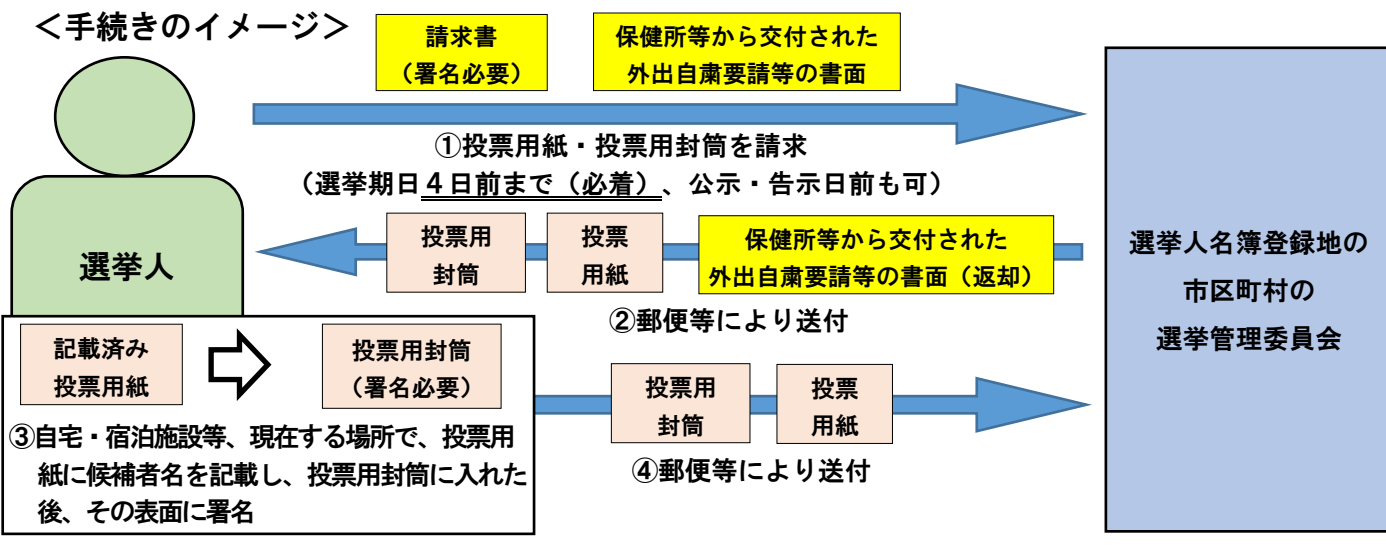 ＜手続きのイメージ＞
請求書
（署名必要）
保健所等から交付された
外出自粛要請等の書面
①投票用紙・投票用封筒を請求
（選挙期日４日前まで（必着）、公示・告示日前も可）
選挙人
投票用
封筒
投票
用紙
保健所等から交付された
外出自粛要請等の書面（返却）
②郵便等により送付
選挙人名簿登録地の
市区町村の
選挙管理委員会
記載済み
投票用紙
投票用封筒
（署名必要）
③自宅・宿泊施設等、現在する場所で、投票用
紙に候補者名を記載し、投票用封筒に入れた
後、その表面に署名
投票用
封筒
投票
用紙
④郵便等により送付